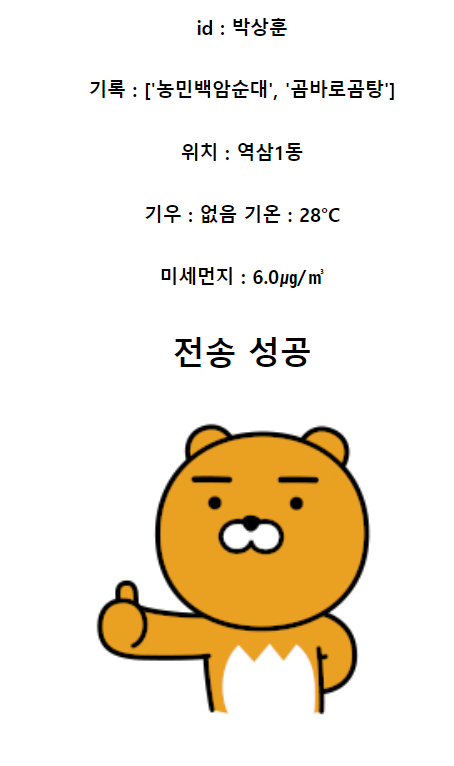 id : 박상훈
기록 : ['농민백암순대', '곰바로곰탕']
위치 : 역삼1동
기우 : 없음 기온 : 28°C
미세먼지 : 6.0㎍/㎥
전송 성공